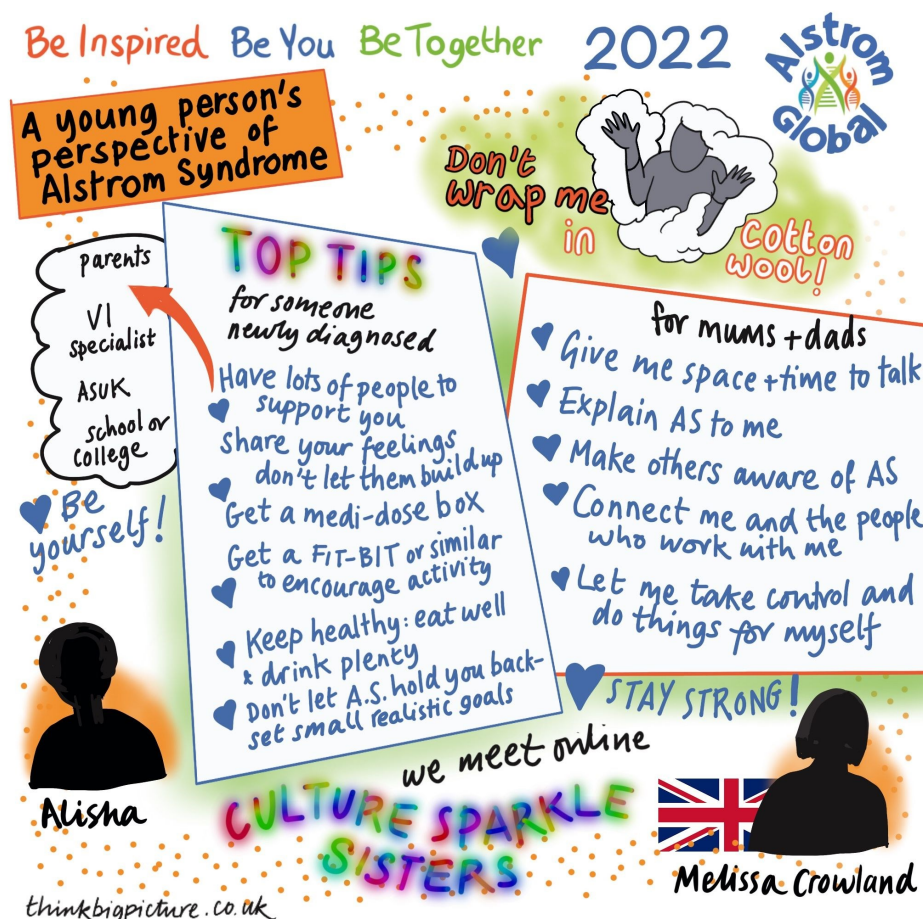 Be Inspired Be You Be Together 2022
Alstrom
Global
A young person's
perspective of
Alstrom Syndrome
Don't
wrap me
in
Cotton
wool!
parents
VI
specialist
ASUK
school or
college
Be
yourself!
TOP TIPS
for someone
newly diagnosed
Have lots of people to
support you
Share your feelings
don't let them build up
Get a medi-dose box
Get a FIT-BIT or similar
to encourage activity
Keep healthy: eat well
& drink plenty
Don't let A.S. hold you back-
set small realistic goals
for mums + dads
Give me space + time to talk
Explain AS to me
Make others aware of AS
Connect me and the people
who work with me
Let me take control and
do things for myself
STAY STRONG!
we meet online
CULTURE SPARKLE
SISTERS
Alisha
Melissa Crowland
thinkbigpicture.co.uk